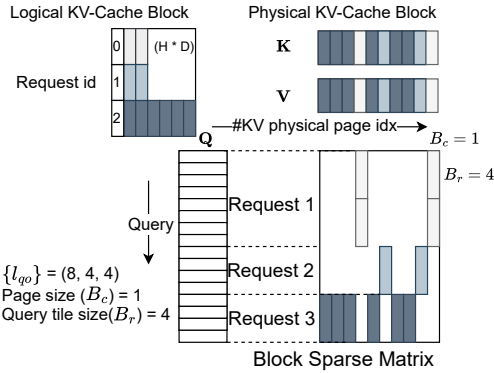 Logical KV-Cache Block
Physical KV-Cache Block
0
(H * D)
K
Request id
1
V
2
#KV physical page idx
Q
B_c = 1
B_r = 4
Request 1
Query
Request 2
{l_qo} = (8, 4, 4)
Page size (B_c) = 1
Query tile size(B_r) = 4
Request 3
Block Sparse Matrix